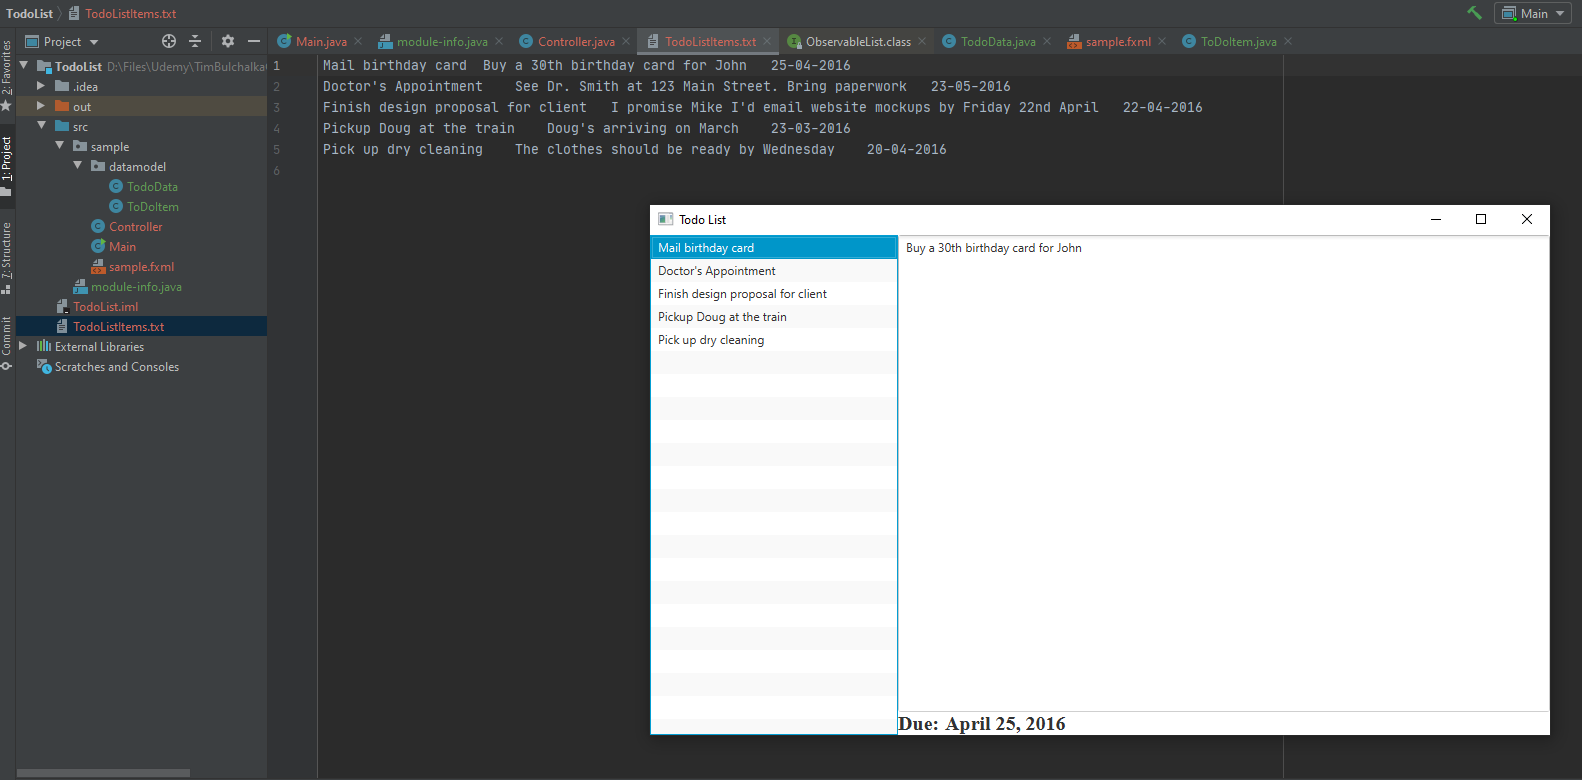 TodoList TodoListItems.txt Main
Project
Main.java module-info.java Controller.java TodoListItems.txt ObservableList.class TodoData.java sample.fxml ToDoItem.java
2: Favorites
1: Project
7: Structure
Commit
TodoList D:\Files\Udemy\TimBulchalka
.idea
out
src
sample
datamodel
TodoData
ToDoItem
Controller
Main
sample.fxml
module-info.java
TodoList.iml
TodoListItems.txt
External Libraries
Scratches and Consoles
1 Mail birthday card Buy a 30th birthday card for John 25-04-2016
2 Doctor's Appointment See Dr. Smith at 123 Main Street. Bring paperwork 23-05-2016
3 Finish design proposal for client I promise Mike I'd email website mockups by Friday 22nd April 22-04-2016
4 Pickup Doug at the train Doug's arriving on March 23-03-2016
5 Pick up dry cleaning The clothes should be ready by Wednesday 20-04-2016
6
Todo List
Mail birthday card
Doctor's Appointment
Finish design proposal for client
Pickup Doug at the train
Pick up dry cleaning
Buy a 30th birthday card for John
Due: April 25, 2016